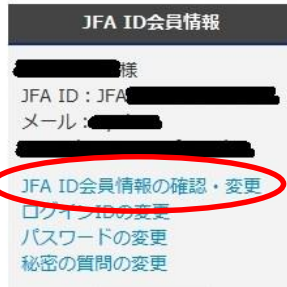 JFA ID会員情報
様
JFA ID：JFA
メール：
JFA ID会員情報の確認・変更
ログインIDの変更
パスワードの変更
秘密の質問の変更